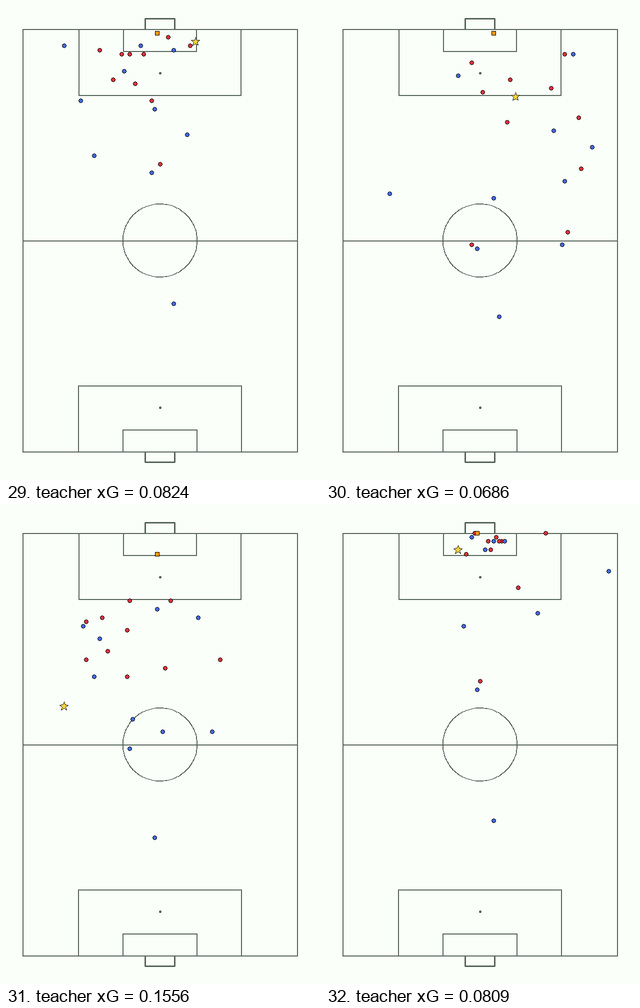 29. teacher xG = 0.0824
30. teacher xG = 0.0686
31. teacher xG = 0.1556
32. teacher xG = 0.0809